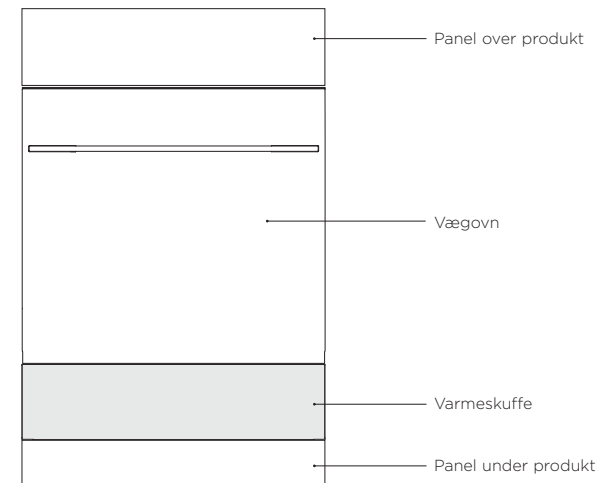 Panel over produkt
Vægovn
Varmeskuffe
Panel under produkt